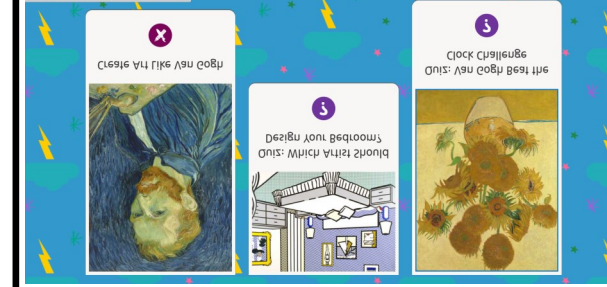 Create Art Like Van Gogh
Quiz: Which Artist Should
Design Your Bedroom?
Quiz: Van Gogh Beat the
Clock Challenge